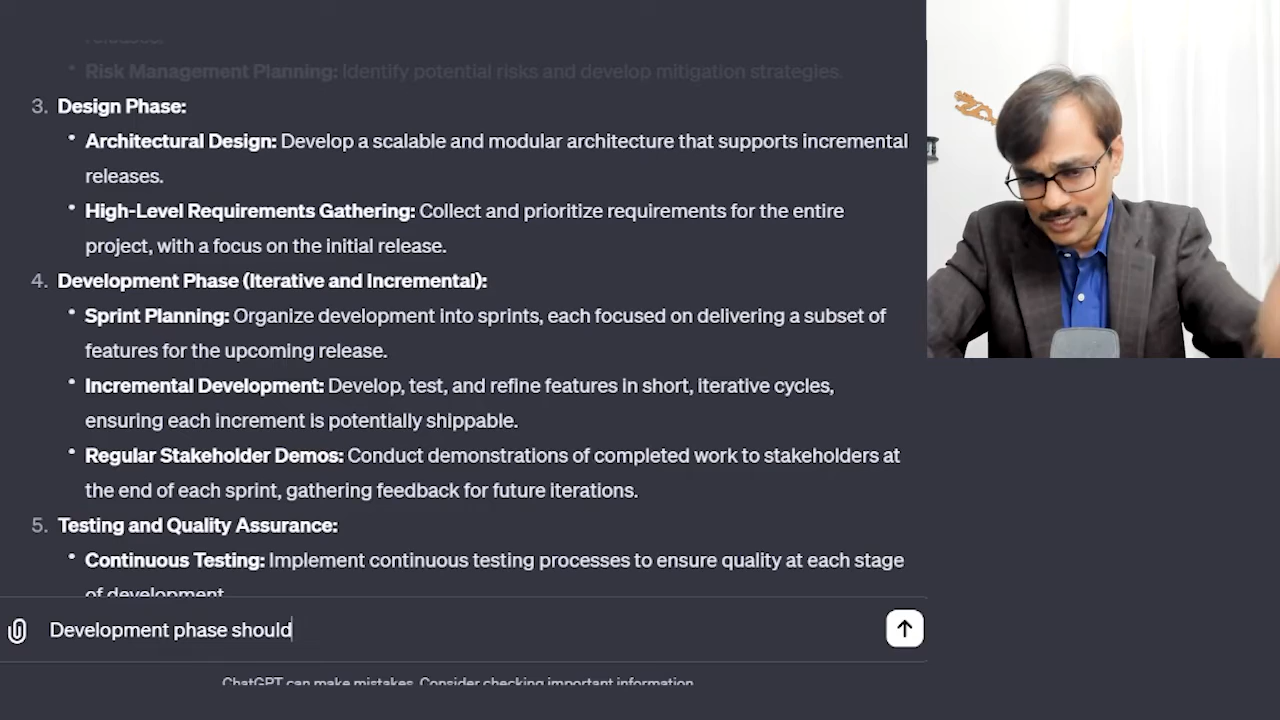 Risk Management Planning: Identify potential risks and develop mitigation strategies.
3. Design Phase:
• Architectural Design: Develop a scalable and modular architecture that supports incremental
releases.
• High-Level Requirements Gathering: Collect and prioritize requirements for the entire
project, with a focus on the initial release.
4. Development Phase (Iterative and Incremental):
• Sprint Planning: Organize development into sprints, each focused on delivering a subset of
features for the upcoming release.
• Incremental Development: Develop, test, and refine features in short, iterative cycles,
ensuring each increment is potentially shippable.
• Regular Stakeholder Demos: Conduct demonstrations of completed work to stakeholders at
the end of each sprint, gathering feedback for future iterations.
5. Testing and Quality Assurance:
• Continuous Testing: Implement continuous testing processes to ensure quality at each stage
of development
Development phase should
ChatGPT can make mistakes. Consider checking important information.